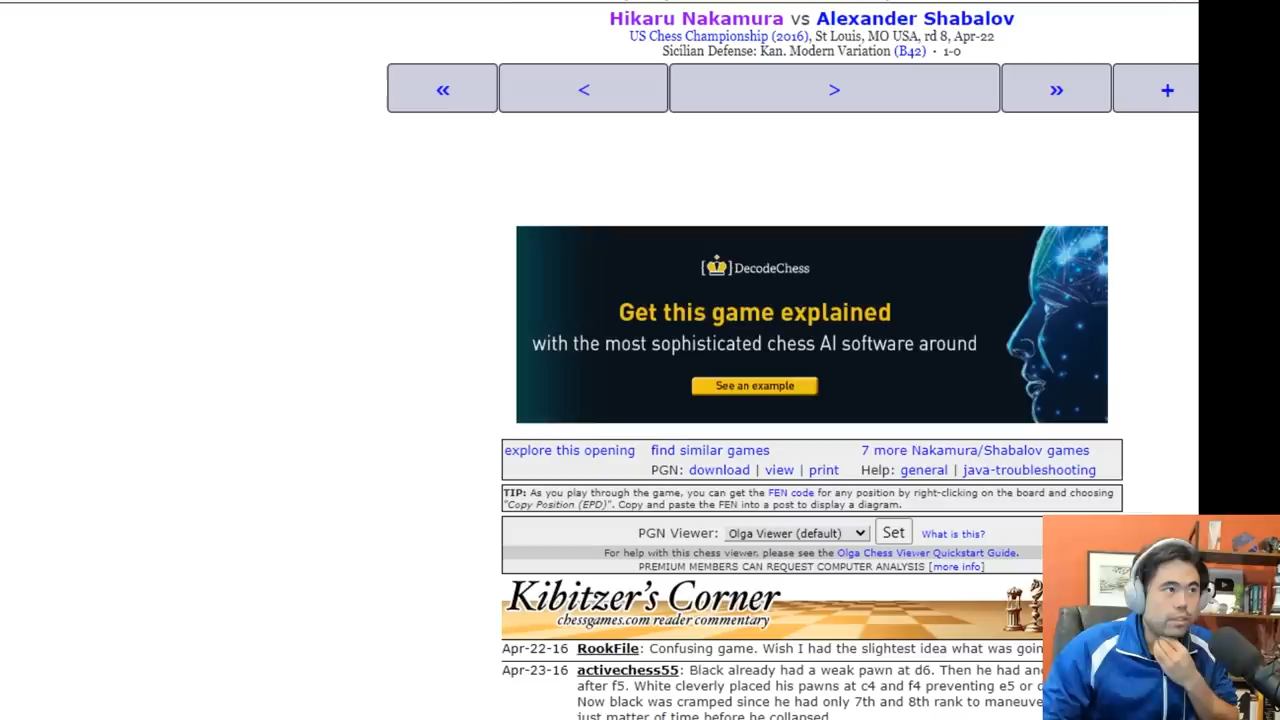 Hikaru Nakamura vs Alexander Shabalov
US Chess Championship (2016), St Louis, MO USA, rd 8, Apr-22
Sicilian Defense: Kan. Modern Variation (B42) · 1-0
« < > » +
[ ]DecodeChess
Get this game explained
with the most sophisticated chess AI software around
See an example
explore this opening find similar games 7 more Nakamura/Shabalov games
PGN: download | view | print Help: general | java-troubleshooting
TIP: As you play through the game, you can get the FEN code for any position by right-clicking on the board and choosing
"Copy Position (EPD)". Copy and paste the FEN into a post to display a diagram.
PGN Viewer: Olga Viewer (default) Set What is this?
For help with this chess viewer, please see the Olga Chess Viewer Quickstart Guide.
PREMIUM MEMBERS CAN REQUEST COMPUTER ANALYSIS [more info]
Kibitzer's Corner
chessgames.com reader commentary
Apr-22-16 RookFile: Confusing game. Wish I had the slightest idea what was goin
Apr-23-16 activechess55: Black already had a weak pawn at d6. Then he had an
after f5. White cleverly placed his pawns at c4 and f4 preventing e5 or
Now black was cramped since he had only 7th and 8th rank to maneuve
just matter of time before he collapsed.